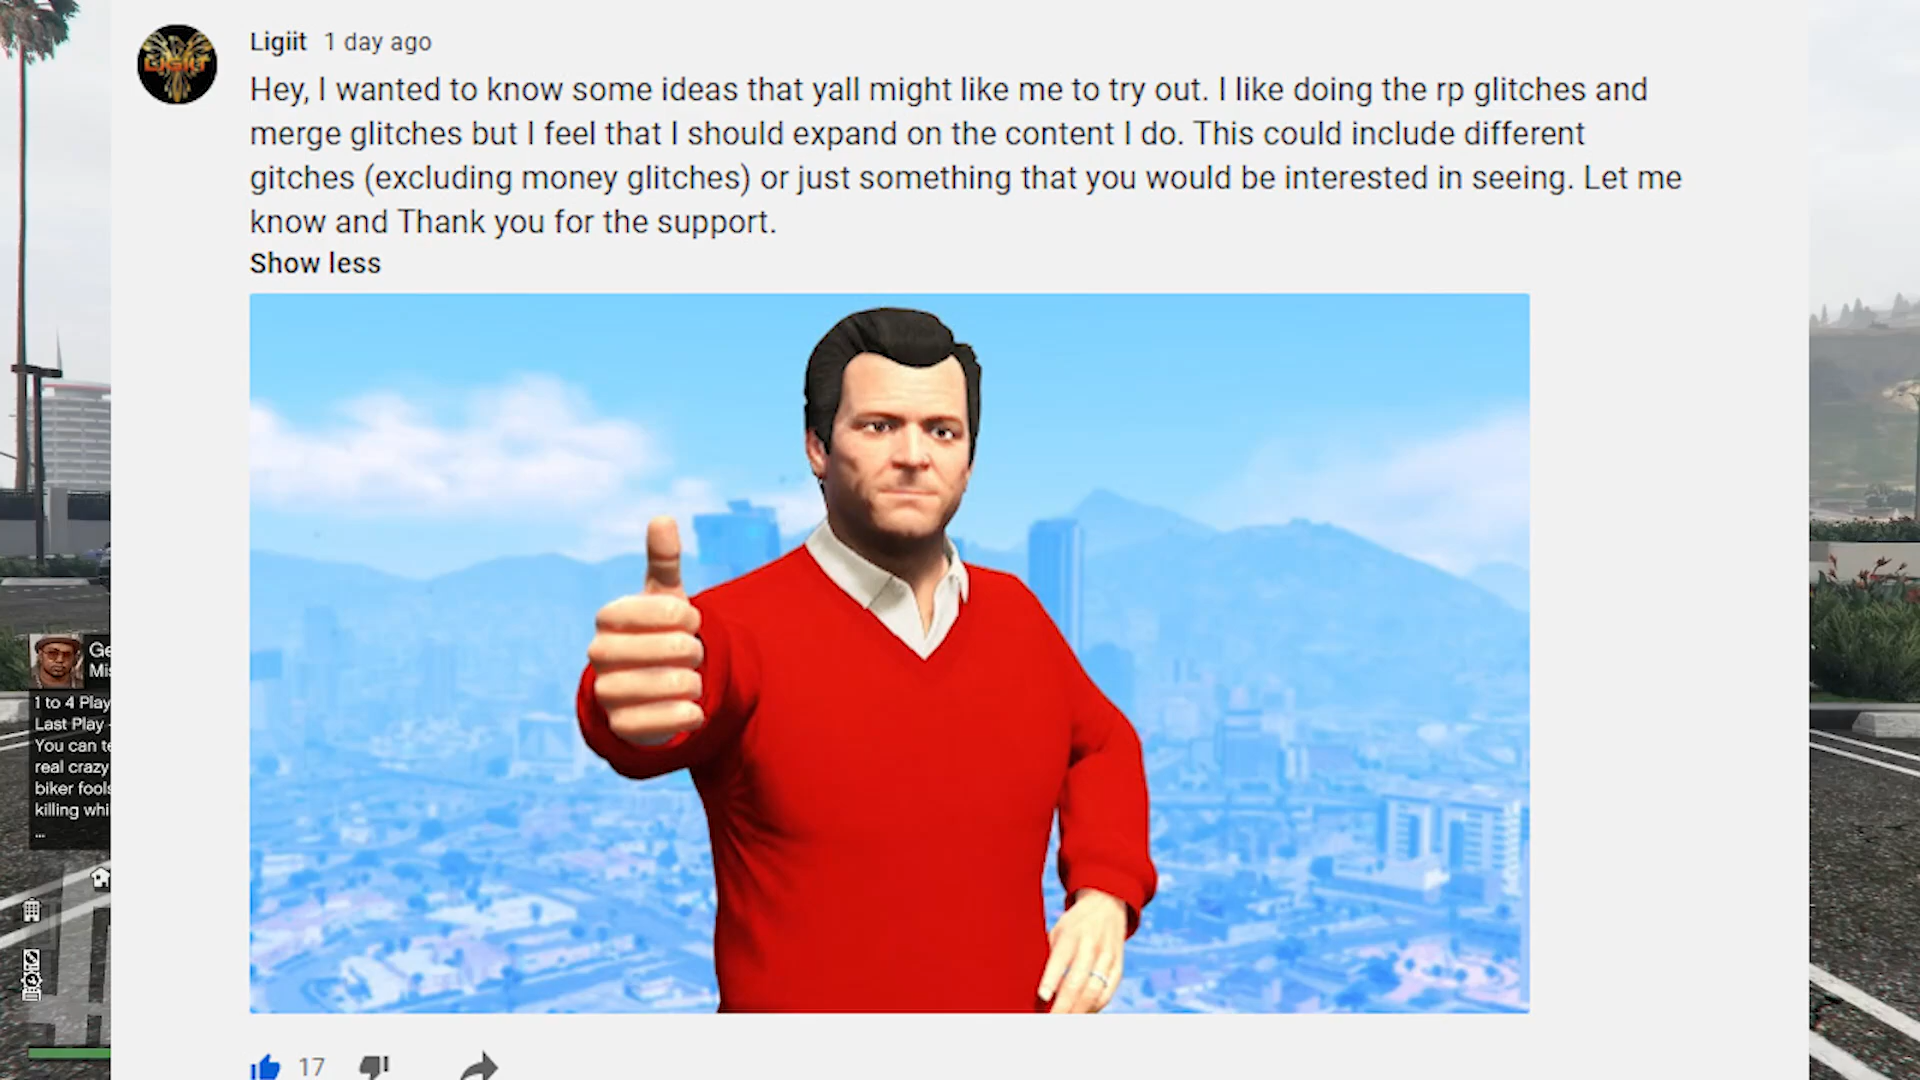 Ligiit 1 day ago
LIGIIT
Hey, I wanted to know some ideas that yall might like me to try out. I like doing the rp glitches and
merge glitches but I feel that I should expand on the content I do. This could include different
gitches (excluding money glitches) or just something that you would be interested in seeing. Let me
know and Thank you for the support.
Show less
Ge
Mis
1 to 4 Play
Last Play -
You can te
real crazy
biker fools
killing whi
...
17